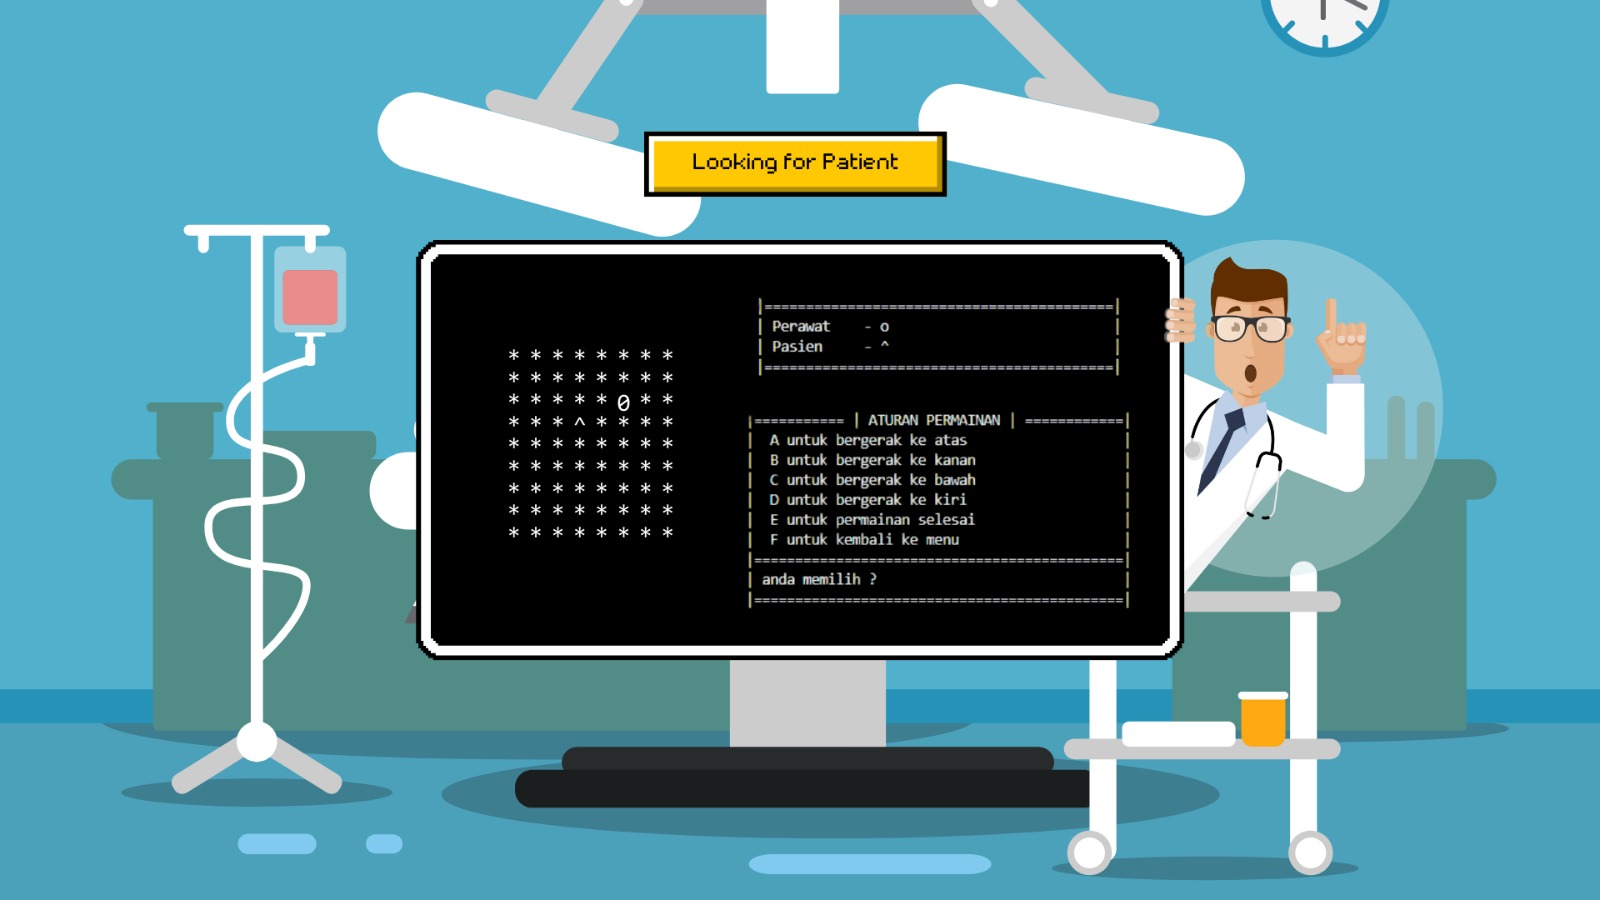 Looking for Patient
* * * * * * * *
* * * * * * * *
* * * * * 0 * *
* * * ^ * * * *
* * * * * * * *
* * * * * * * *
* * * * * * * *
* * * * * * * *
* * * * * * * *
|==========================================|
| Perawat - o |
| Pasien - ^ |
|==========================================|
|=========== | ATURAN PERMAINAN | ============|
| A untuk bergerak ke atas |
| B untuk bergerak ke kanan |
| C untuk bergerak ke bawah |
| D untuk bergerak ke kiri |
| E untuk permainan selesai |
| F untuk kembali ke menu |
|=============================================|
| anda memilih ? |
|=============================================|